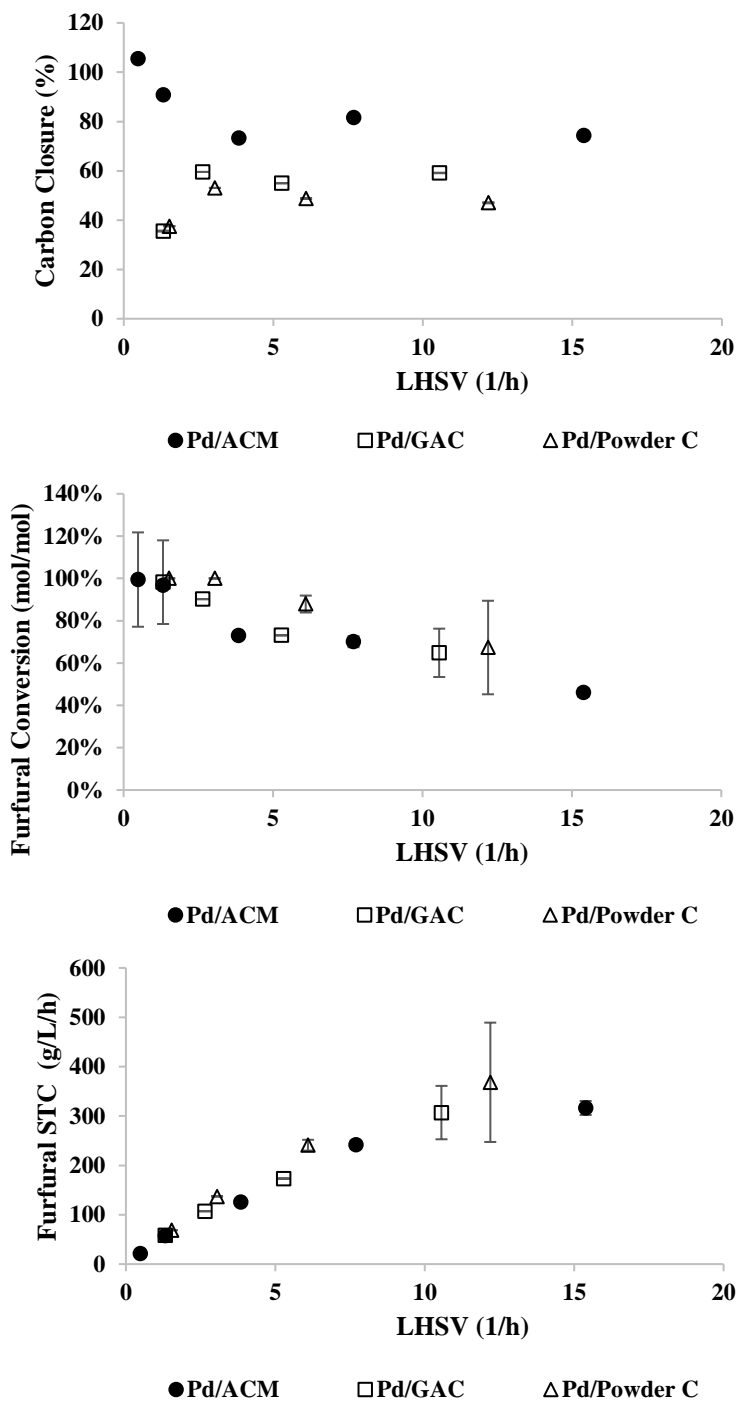 Carbon Closure (%)
120
100
80
60
40
20
0
0 5 10 15 20
LHSV (1/h)
Pd/ACM Pd/GAC Pd/Powder C
Furfural Conversion (mol/mol)
140%
120%
100%
80%
60%
40%
20%
0%
0 5 10 15 20
LHSV (1/h)
Pd/ACM Pd/GAC Pd/Powder C
Furfural STC (g/L/h)
600
500
400
300
200
100
0
0 5 10 15 20
LHSV (1/h)
Pd/ACM Pd/GAC Pd/Powder C